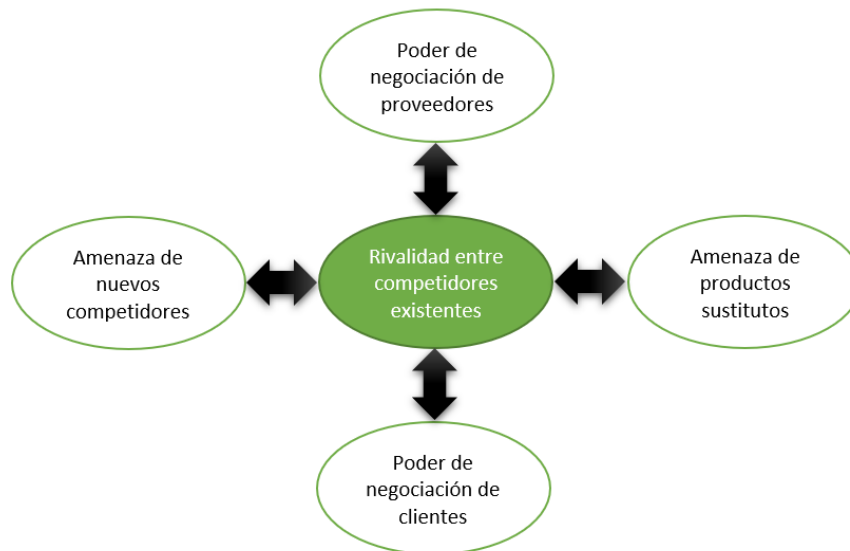 Poder de
negociación de
proveedores
Amenaza de
nuevos
competidores
Rivalidad entre
competidores
existentes
Amenaza de
productos
sustitutos
Poder de
negociación de
clientes